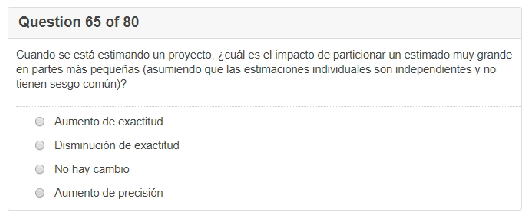 Question 65 of 80
Cuando se está estimando un proyecto, ¿cuál es el impacto de particionar un estimado muy grande
en partes más pequeñas (asumiendo que las estimaciones individuales son independientes y no
tienen sesgo común)?
Aumento de exactitud
Disminución de exactitud
No hay cambio
Aumento de precisión